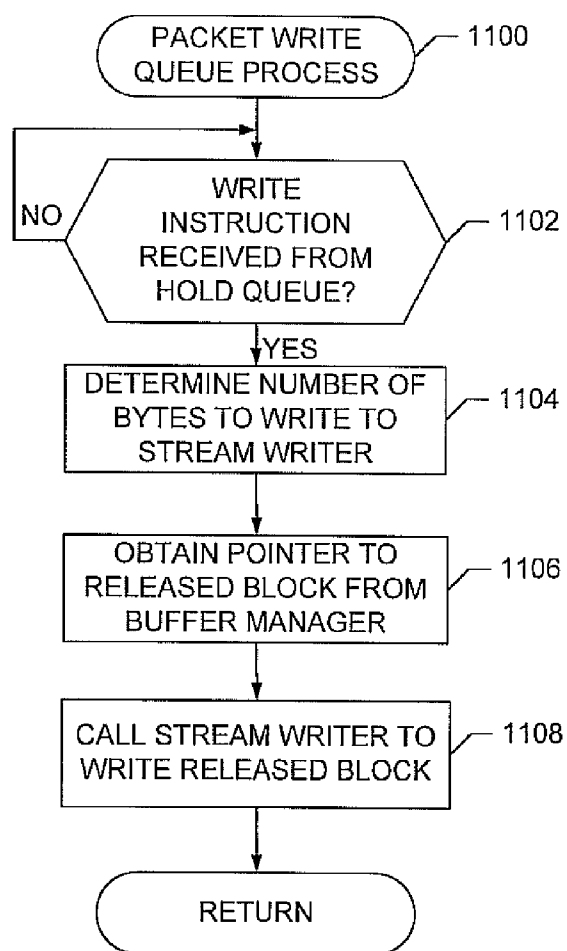 PACKET WRITE
QUEUE PROCESS
1100
NO
WRITE
INSTRUCTION
RECEIVED FROM
HOLD QUEUE?
1102
YES
DETERMINE NUMBER OF
BYTES TO WRITE TO
STREAM WRITER
1104
OBTAIN POINTER TO
RELEASED BLOCK FROM
BUFFER MANAGER
1106
CALL STREAM WRITER TO
WRITE RELEASED BLOCK
1108
RETURN